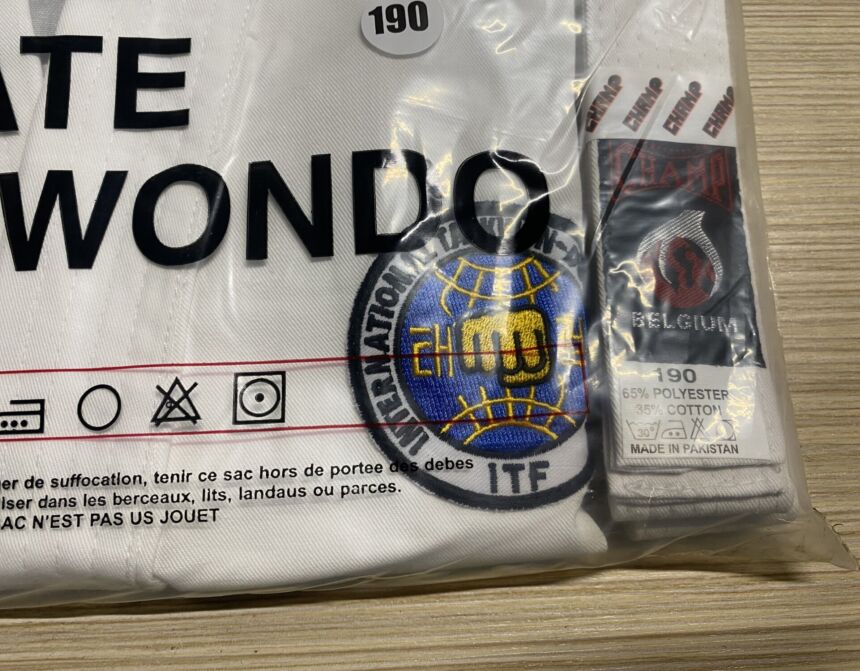 190
ATE
WONDO
INTERNATIONAL TAEKWON-D
ITF
er de suffocation, tenir ce sac hors de portee des debes
iser dans les berceaux, lits, landaus ou parces.
AC N'EST PAS US JOUET
CHAMP CHAMP CHAMP CHAMP
CHAMP
BELGIUM
190
65% POLYESTER
35% COTTON
30°
MADE IN PAKISTAN